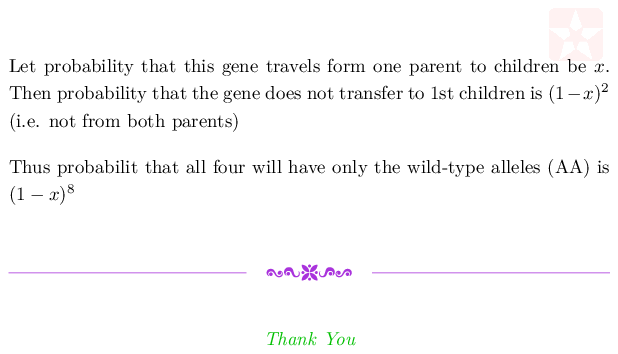 Let probability that this gene travels form one parent to children be x.
Then probability that the gene does not transfer to 1st children is (1−x)²
(i.e. not from both parents)
Thus probabilit that all four will have only the wild-type alleles (AA) is
(1 − x)⁸
Thank You